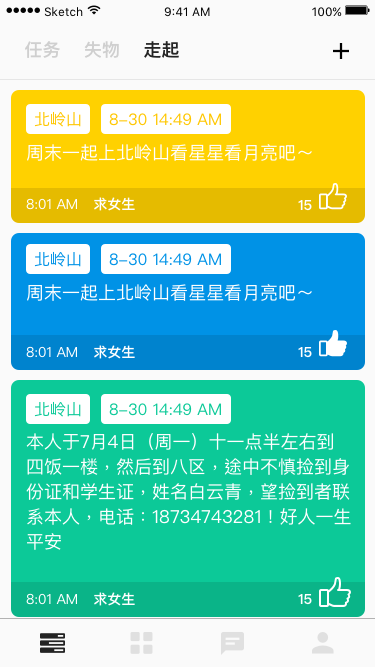 Sketch 9:41 AM 100%
任务 失物 走起
北岭山 8-30 14:49 AM
周末一起上北岭山看星星看月亮吧～
8:01 AM 求女生 15
北岭山 8-30 14:49 AM
周末一起上北岭山看星星看月亮吧～
8:01 AM 求女生 15
北岭山 8-30 14:49 AM
本人于7月4日（周一）十一点半左右到
四饭一楼，然后到八区，途中不慎捡到身
份证和学生证，姓名白云青，望捡到者联
系本人，电话：18734743281！好人一生
平安
8:01 AM 求女生 15